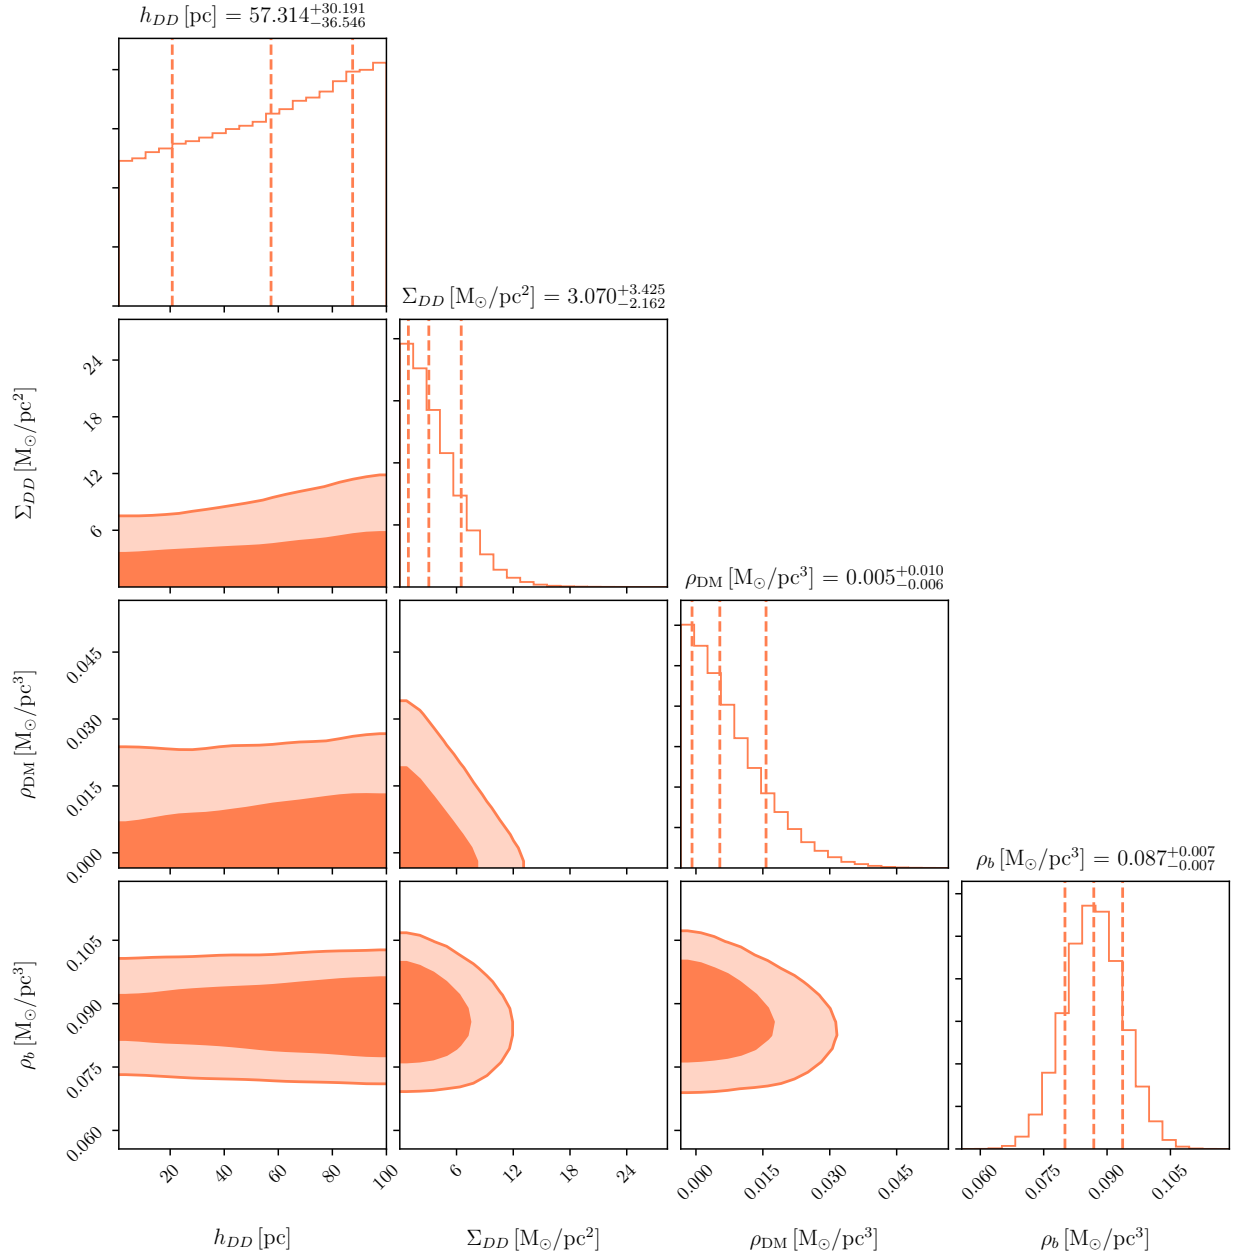 h_{DD} [pc] = 57.314^{+30.191}_{-36.546}
Σ_{DD} [M_⊙/pc^2] = 3.070^{+3.425}_{-2.162}
24
18
12
6
Σ_{DD} [M_⊙/pc^2]
ρ_{DM} [M_⊙/pc^3] = 0.005^{+0.010}_{-0.006}
0.045
0.030
0.015
0.000
ρ_{DM} [M_⊙/pc^3]
ρ_b [M_⊙/pc^3] = 0.087^{+0.007}_{-0.007}
0.105
0.090
0.075
0.060
ρ_b [M_⊙/pc^3]
20 40 60 80 100
6 12 18 24
0.000 0.015 0.030 0.045
0.060 0.075 0.090 0.105
h_{DD} [pc]
Σ_{DD} [M_⊙/pc^2]
ρ_{DM} [M_⊙/pc^3]
ρ_b [M_⊙/pc^3]